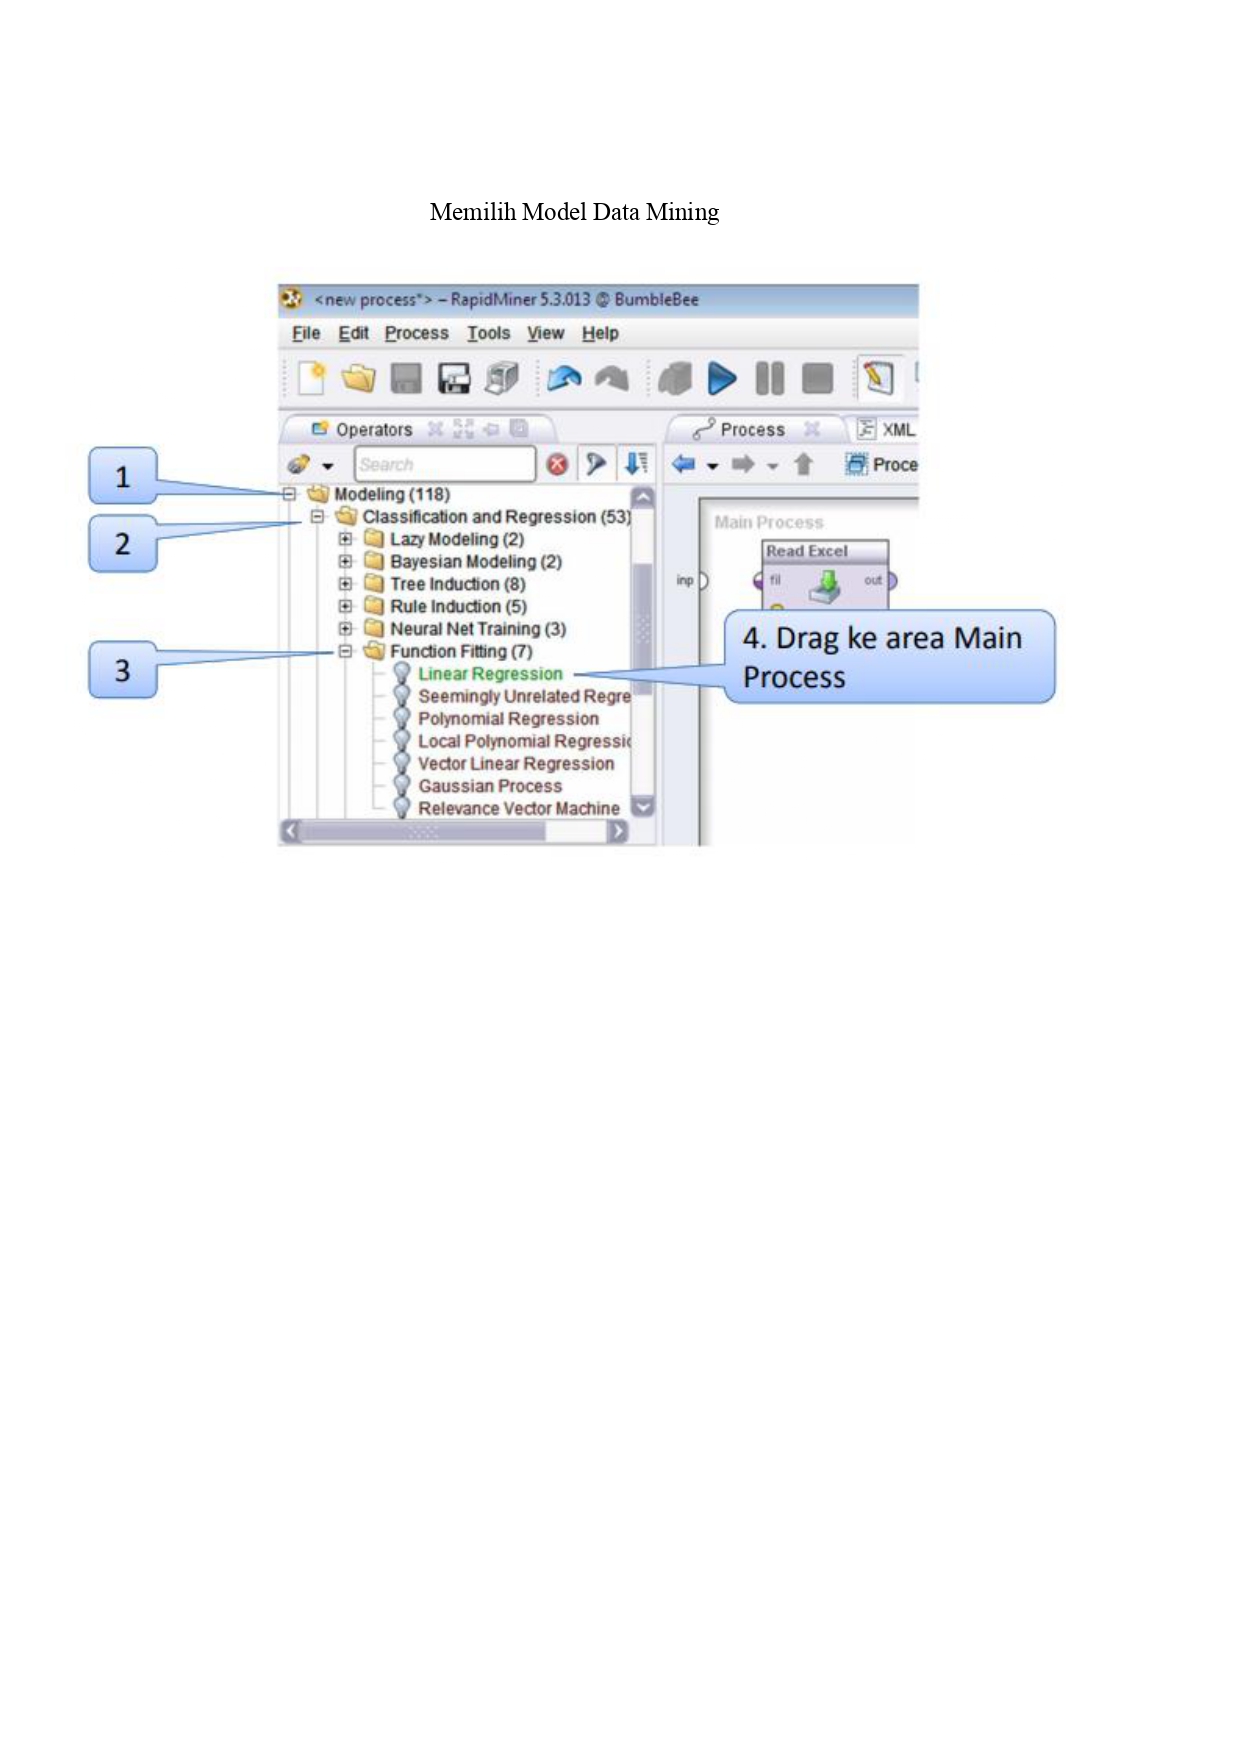 Memilih Model Data Mining
<new process*> – RapidMiner 5.3.013 @ BumbleBee
File Edit Process Tools View Help
Operators
Process
XML
Search
Proce
1
Modeling (118)
2
Classification and Regression (53)
Lazy Modeling (2)
Bayesian Modeling (2)
Tree Induction (8)
Rule Induction (5)
Neural Net Training (3)
3
Function Fitting (7)
Linear Regression
Seemingly Unrelated Regre
Polynomial Regression
Local Polynomial Regressio
Vector Linear Regression
Gaussian Process
Relevance Vector Machine
Main Process
Read Excel
inp
fil
out
4. Drag ke area Main
Process